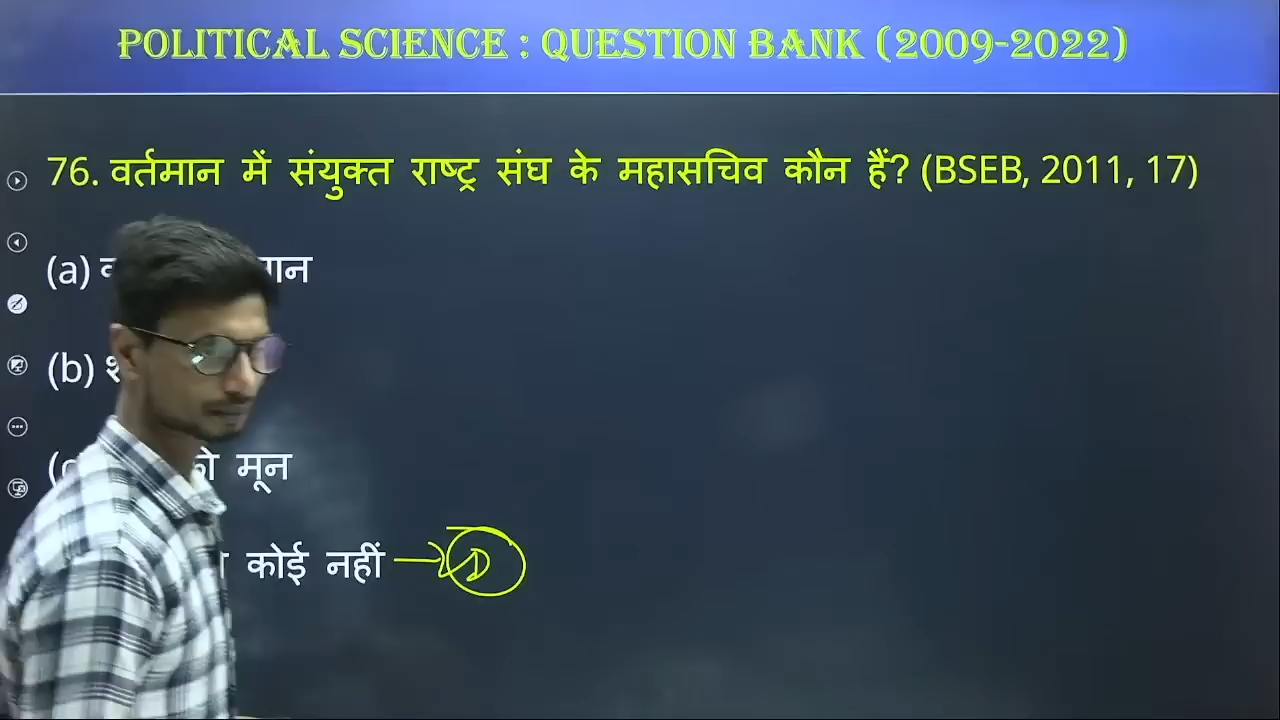 POLITICAL SCIENCE : QUESTION BANK (2009-2022)
76. वर्तमान में संयुक्त राष्ट्र संघ के महासचिव कौन हैं? (BSEB, 2011, 17)
(a)
(b)
मून
कोई नहीं